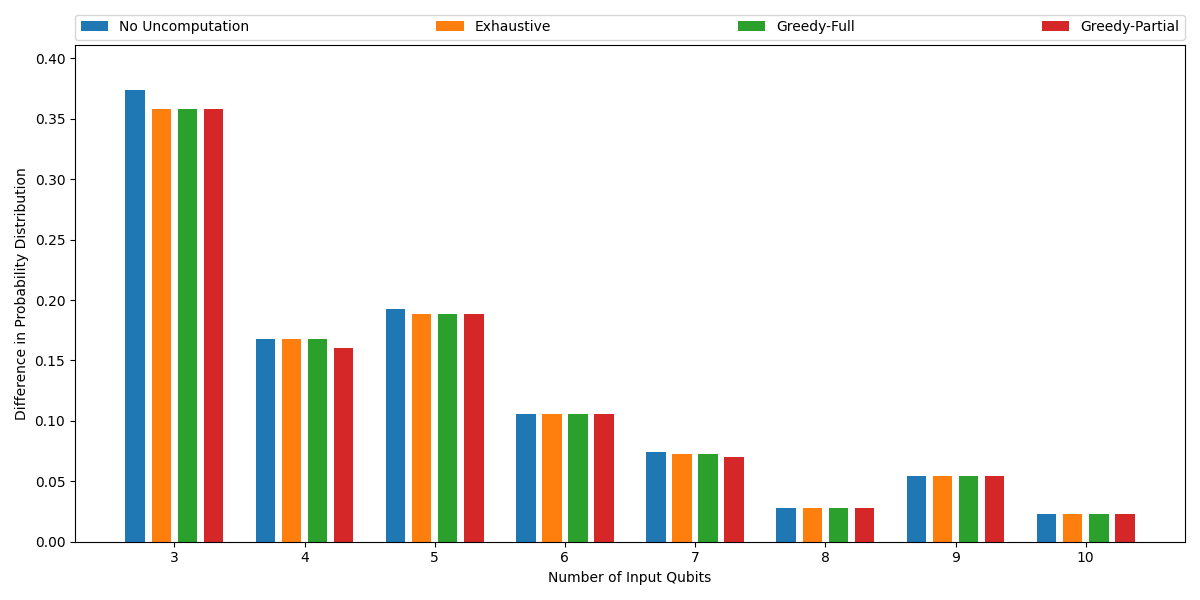 No Uncomputation Exhaustive Greedy-Full Greedy-Partial
0.40
0.35
0.30
0.25
0.20
0.15
0.10
0.05
0.00
Difference in Probability Distribution
3 4 5 6 7 8 9 10
Number of Input Qubits